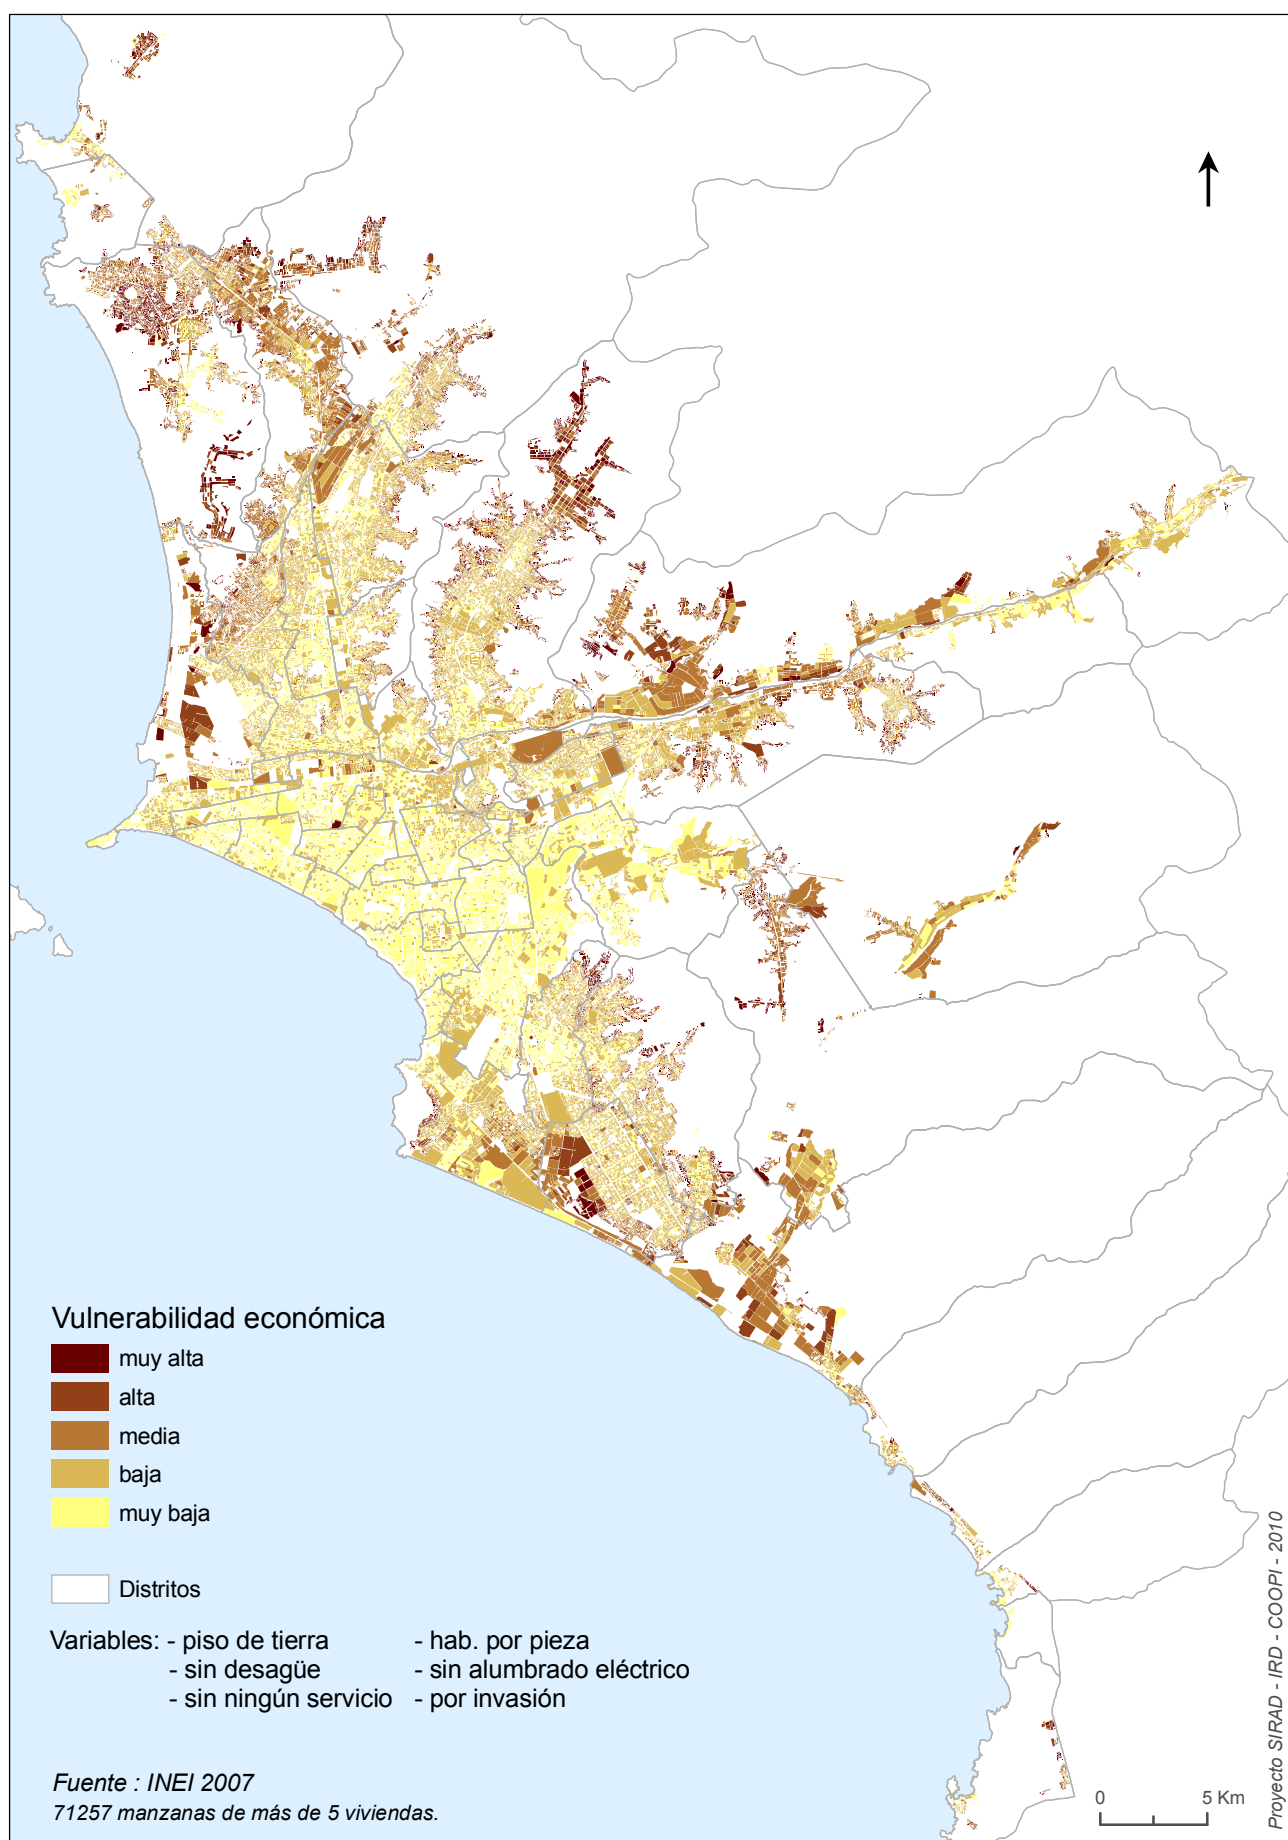 Vulnerabilidad económica
muy alta
alta
media
baja
muy baja
Distritos
Variables: - piso de tierra - hab. por pieza
- sin desagüe - sin alumbrado eléctrico
- sin ningún servicio - por invasión
Fuente : INEI 2007
71257 manzanas de más de 5 viviendas.
0 5 Km
Proyecto SIRAD - IRD - COOPI - 2010